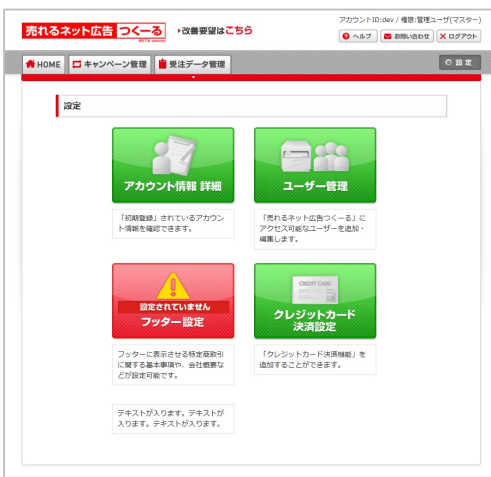 アカウントID:dev / 権限:管理ユーザ(マスター)
売れるネット広告 つくーる
改善要望はこちら
ヘルプ お問い合わせ ログアウト
HOME キャンペーン管理 受注データ管理 設定
設定
アカウント情報 詳細
ユーザー管理
「初期登録」されているアカウン
ト情報を確認できます。
「売れるネット広告つくーる」に
アクセス可能なユーザーを追加・
編集します。
設定されていません
フッター設定
CREDIT CARD
クレジットカード
決済設定
フッターに表示させる特定商取引
に関する基本事項や、会社概要な
どが設定可能です。
「クレジットカード決済機能」を
追加することができます。
テキストが入ります。テキストが
入ります。テキストが入ります。